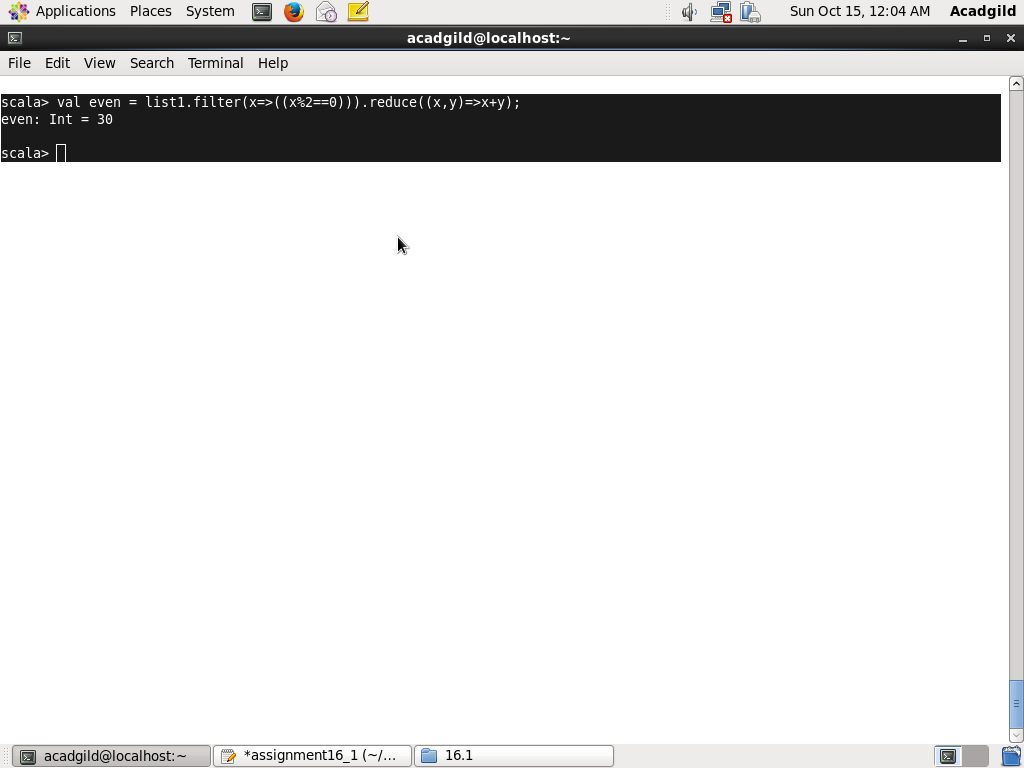 Applications Places System Sun Oct 15, 12:04 AM Acadgild
acadgild@localhost:~
File Edit View Search Terminal Help
scala> val even = list1.filter(x=>((x%2==0))).reduce((x,y)=>x+y);
even: Int = 30
scala>
acadgild@localhost:~ *assignment16_1 (~/... 16.1